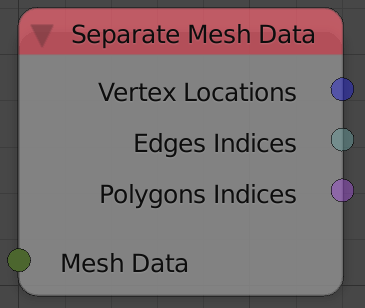 Separate Mesh Data
Vertex Locations
Edges Indices
Polygons Indices
Mesh Data